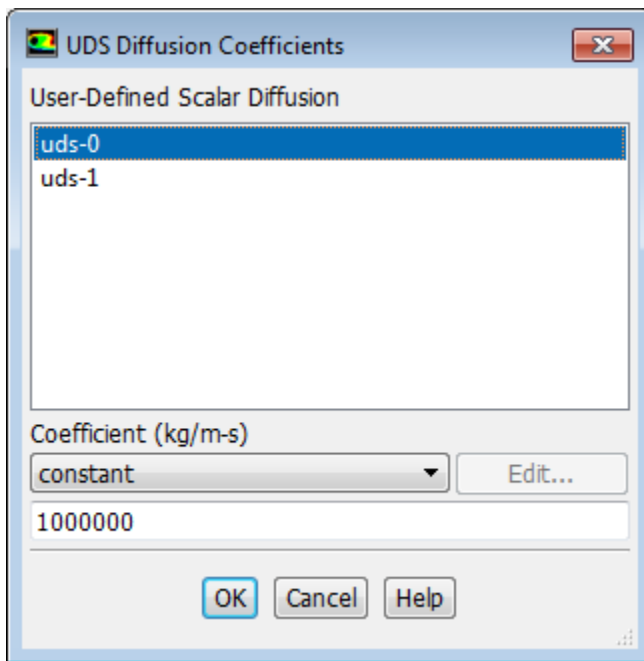 UDS Diffusion Coefficients
User-Defined Scalar Diffusion
uds-0
uds-1
Coefficient (kg/m-s)
constant Edit...
1000000
OK Cancel Help